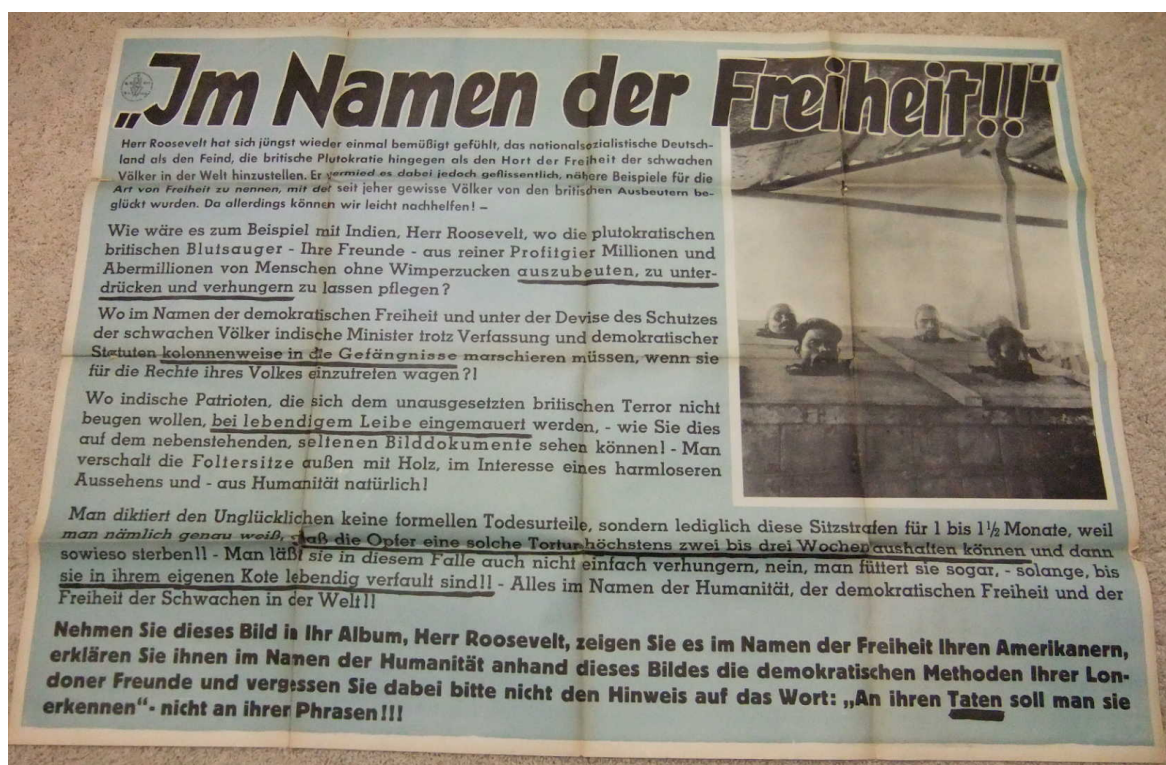 „Im Namen der Freiheit!!“
Herr Roosevelt hat sich jüngst wieder einmal bemüßigt gefühlt, das nationalsozialistische Deutsch-
land als den Feind, die britische Plutokratie hingegen als den Hort der Freiheit der schwachen
Völker in der Welt hinzustellen. Er vermied es dabei jedoch geflissentlich, nähere Beispiele für die
Art von Freiheit zu nennen, mit der seit jeher gewisse Völker von den britischen Ausbeutern be-
glückt wurden. Da allerdings können wir leicht nachhelfen! –
Wie wäre es zum Beispiel mit Indien, Herr Roosevelt, wo die plutokratischen
britischen Blutsauger - Ihre Freunde - aus reiner Profitgier Millionen und
Abermillionen von Menschen ohne Wimperzucken auszubeuten, zu unter-
drücken und verhungern zu lassen pflegen?
Wo im Namen der demokratischen Freiheit und unter der Devise des Schutzes
der schwachen Völker indische Minister trotz Verfassung und demokratischer
Statuten kolonnenweise in die Gefängnisse marschieren müssen, wenn sie
für die Rechte ihres Volkes einzutreten wagen?!
Wo indische Patrioten, die sich dem unausgesetzten britischen Terror nicht
beugen wollen, bei lebendigem Leibe eingemauert werden, - wie Sie dies
auf dem nebenstehenden, seltenen Bilddokumente sehen können! - Man
verschalt die Foltersitze außen mit Holz, im Interesse eines harmloseren
Aussehens und - aus Humanität natürlich!
Man diktiert den Unglücklichen keine formellen Todesurteile, sondern lediglich diese Sitzstrafen für 1 bis 1½ Monate, weil
man nämlich genau weiß, daß die Opfer eine solche Tortur höchstens zwei bis drei Wochen aushalten können und dann
sowieso sterben!! - Man läßt sie in diesem Falle auch nicht einfach verhungern, nein, man füttert sie sogar, - solange, bis
sie in ihrem eigenen Kote lebendig verfault sind!! - Alles im Namen der Humanität, der demokratischen Freiheit und der
Freiheit der Schwachen in der Welt!!
Nehmen Sie dieses Bild in Ihr Album, Herr Roosevelt, zeigen Sie es im Namen der Freiheit Ihren Amerikanern,
erklären Sie ihnen im Namen der Humanität anhand dieses Bildes die demokratischen Methoden Ihrer Lon-
doner Freunde und vergessen Sie dabei bitte nicht den Hinweis auf das Wort: „An ihren Taten soll man sie
erkennen“- nicht an ihrer Phrasen!!!